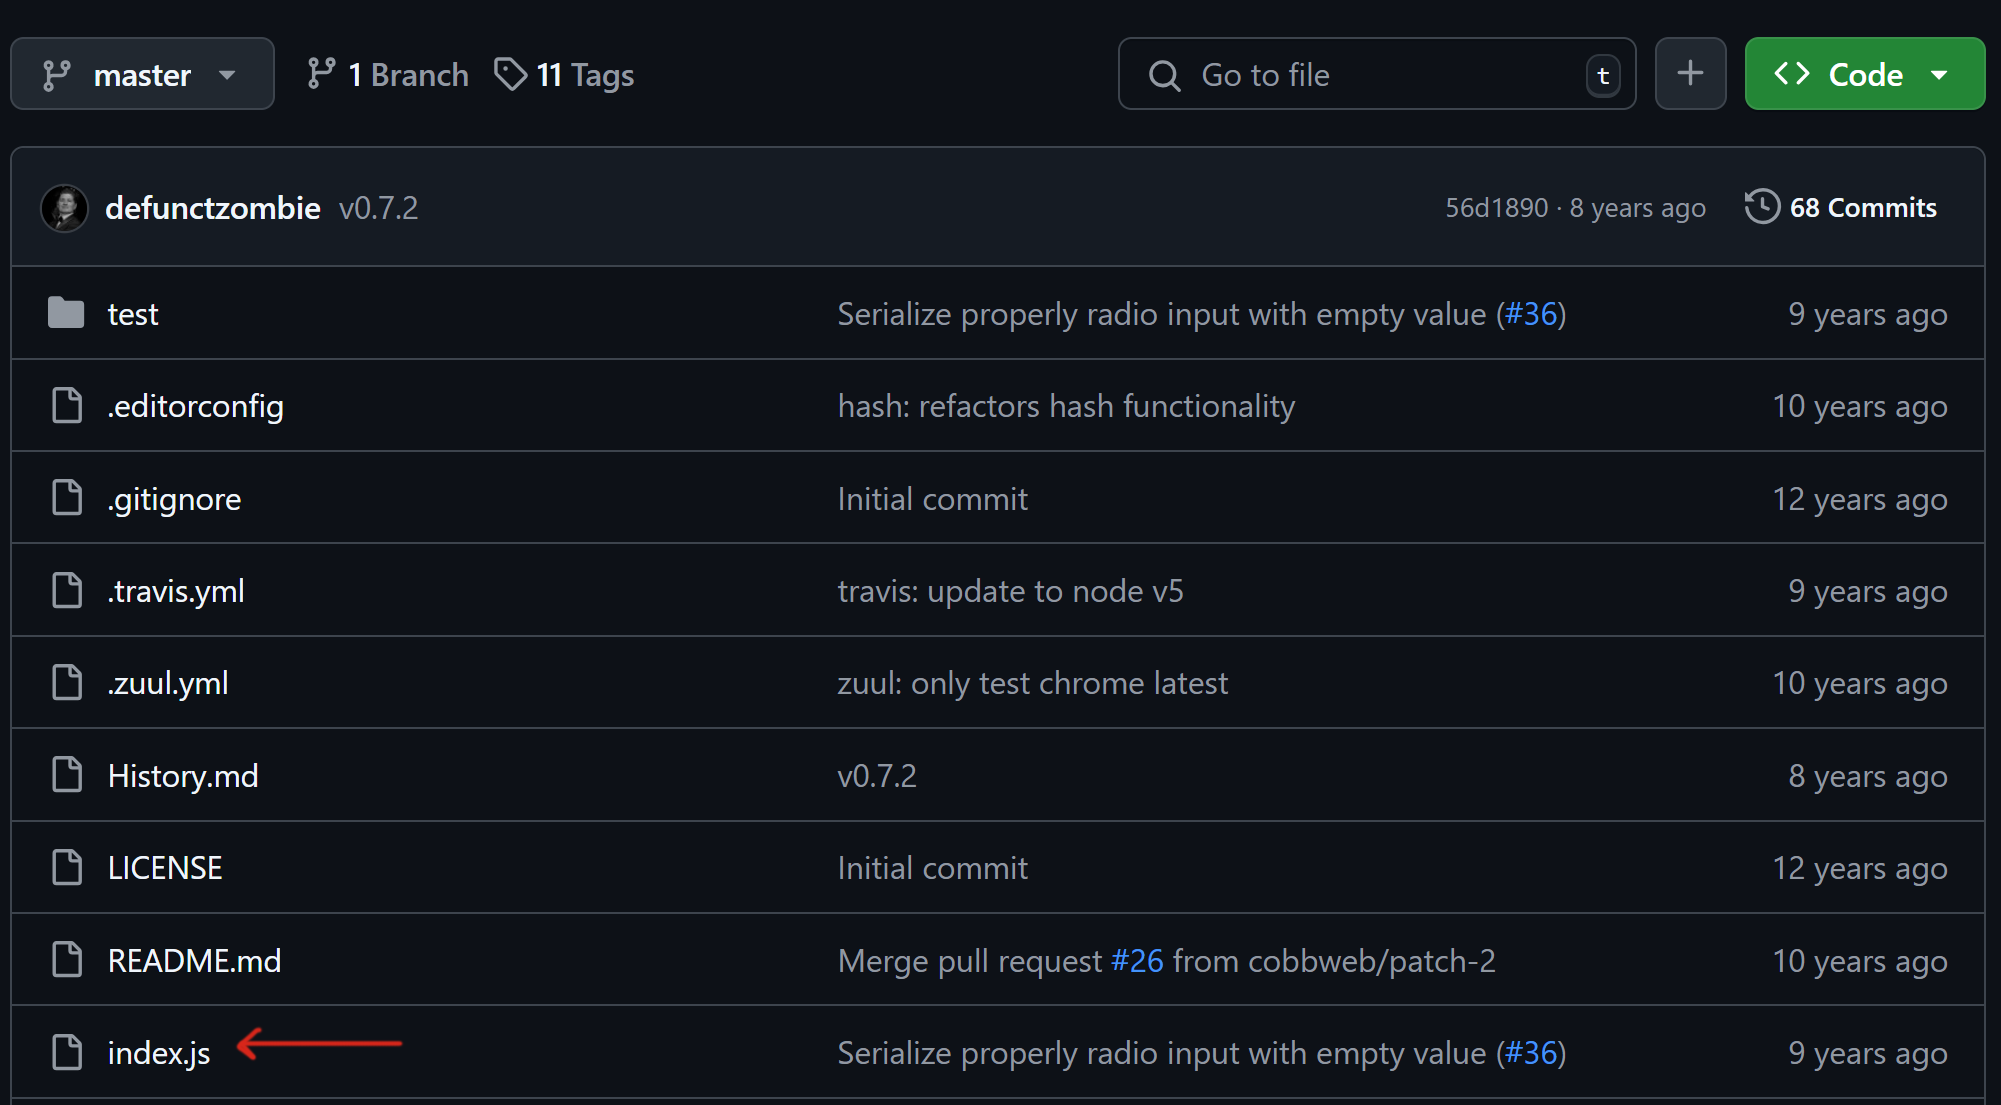 master 1 Branch 11 Tags Go to file t Code
defunctzombie v0.7.2 56d1890 · 8 years ago 68 Commits
test Serialize properly radio input with empty value (#36) 9 years ago
.editorconfig hash: refactors hash functionality 10 years ago
.gitignore Initial commit 12 years ago
.travis.yml travis: update to node v5 9 years ago
.zuul.yml zuul: only test chrome latest 10 years ago
History.md v0.7.2 8 years ago
LICENSE Initial commit 12 years ago
README.md Merge pull request #26 from cobbweb/patch-2 10 years ago
index.js Serialize properly radio input with empty value (#36) 9 years ago